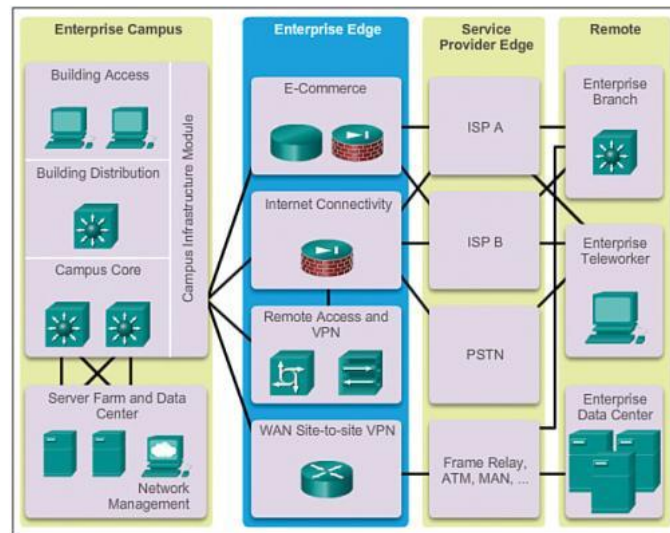 Enterprise Campus
Building Access
Building Distribution
Campus Core
Campus Infrastructure Module
Server Farm and Data
Center
Network
Management
Enterprise Edge
E-Commerce
Internet Connectivity
Remote Access and
VPN
WAN Site-to-site VPN
Service
Provider Edge
ISP A
ISP B
PSTN
Frame Relay,
ATM, MAN, ...
Remote
Enterprise
Branch
Enterprise
Teleworker
Enterprise
Data Center